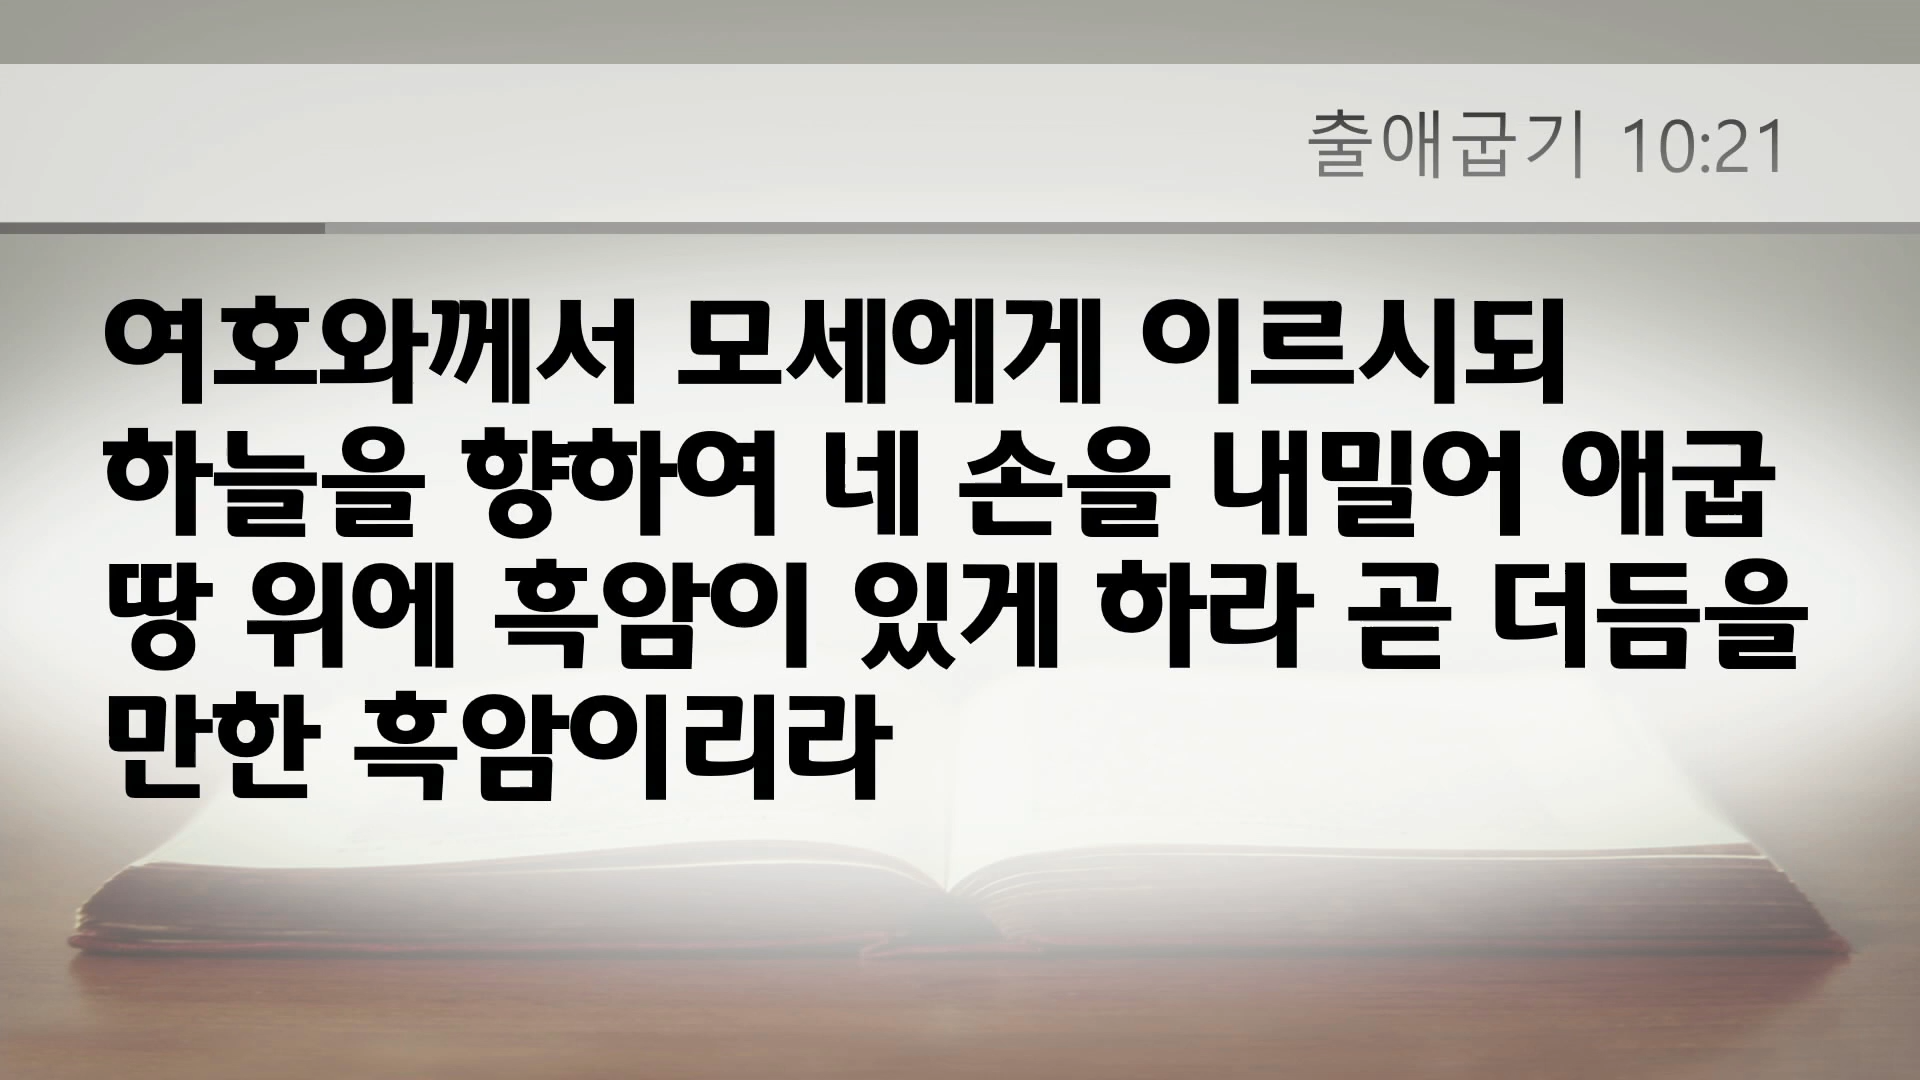 출애굽기 10:21
여호와께서 모세에게 이르시되
하늘을 향하여 네 손을 내밀어 애굽
땅 위에 흑암이 있게 하라 곧 더듬을
만한 흑암이리라